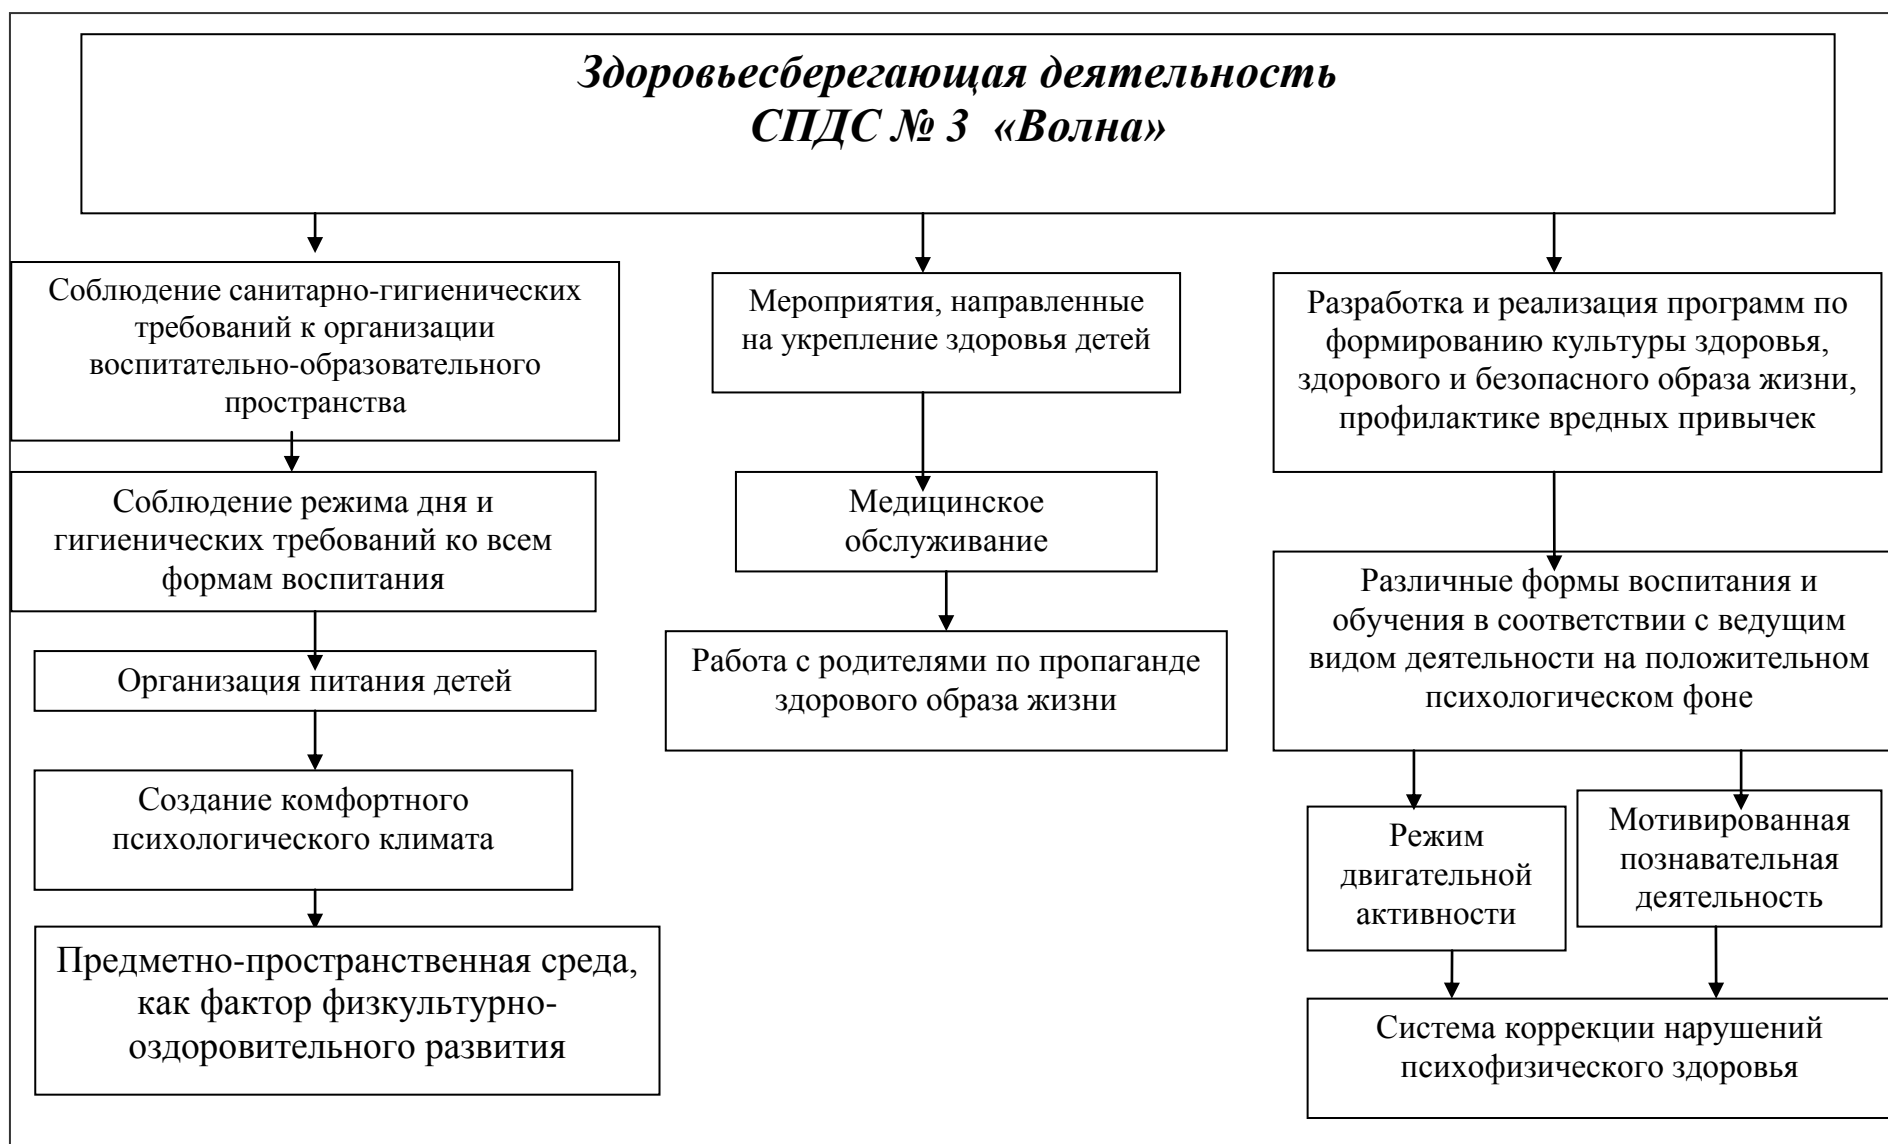 Здоровьесберегающая деятельность
СПДС № 3 «Волна»
Соблюдение санитарно-гигиенических
требований к организации
воспитательно-образовательного
пространства
Соблюдение режима дня и
гигиенических требований ко всем
формам воспитания
Организация питания детей
Создание комфортного
психологического климата
Предметно-пространственная среда,
как фактор физкультурно-
оздоровительного развития
Мероприятия, направленные
на укрепление здоровья детей
Медицинское
обслуживание
Работа с родителями по пропаганде
здорового образа жизни
Разработка и реализация программ по
формированию культуры здоровья,
здорового и безопасного образа жизни,
профилактике вредных привычек
Различные формы воспитания и
обучения в соответствии с ведущим
видом деятельности на положительном
психологическом фоне
Режим
двигательной
активности
Мотивированная
познавательная
деятельность
Система коррекции нарушений
психофизического здоровья